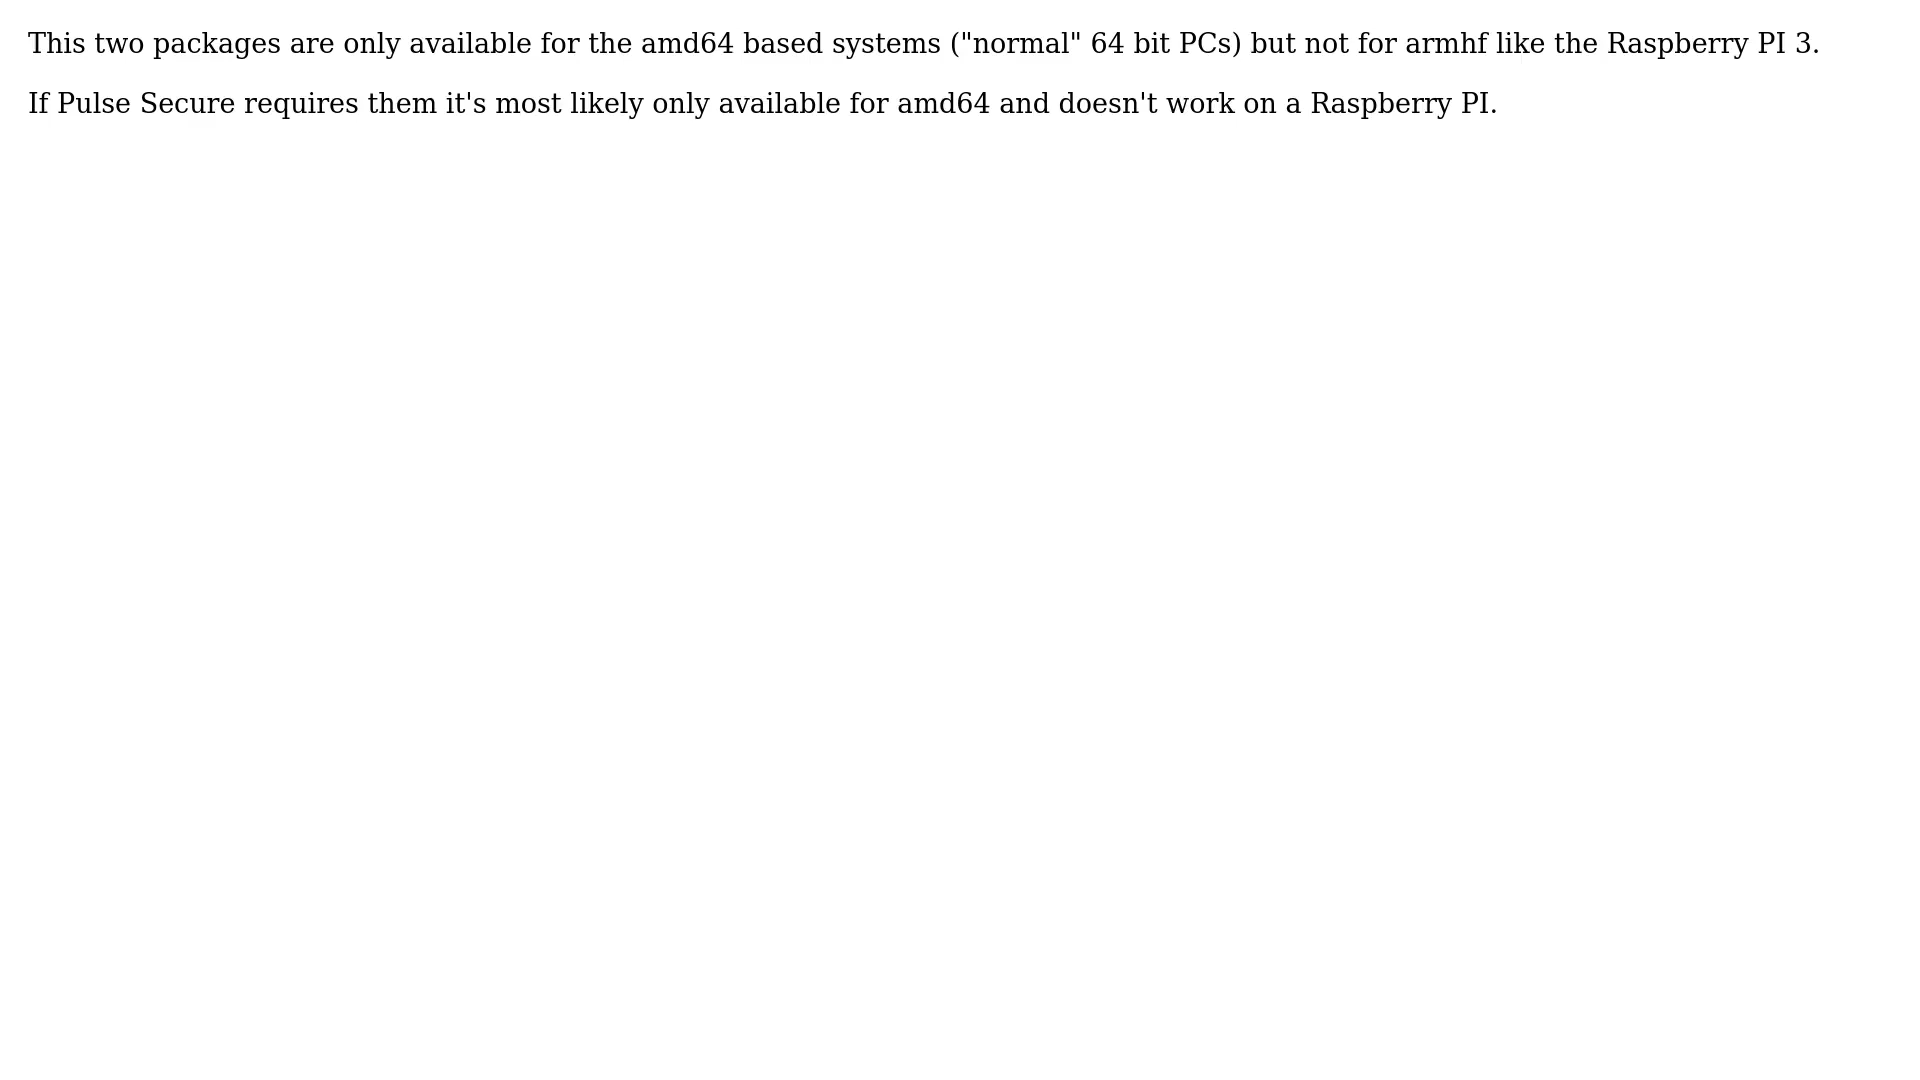 This two packages are only available for the amd64 based systems ("normal" 64 bit PCs) but not for armhf like the Raspberry PI 3.
If Pulse Secure requires them it's most likely only available for amd64 and doesn't work on a Raspberry PI.